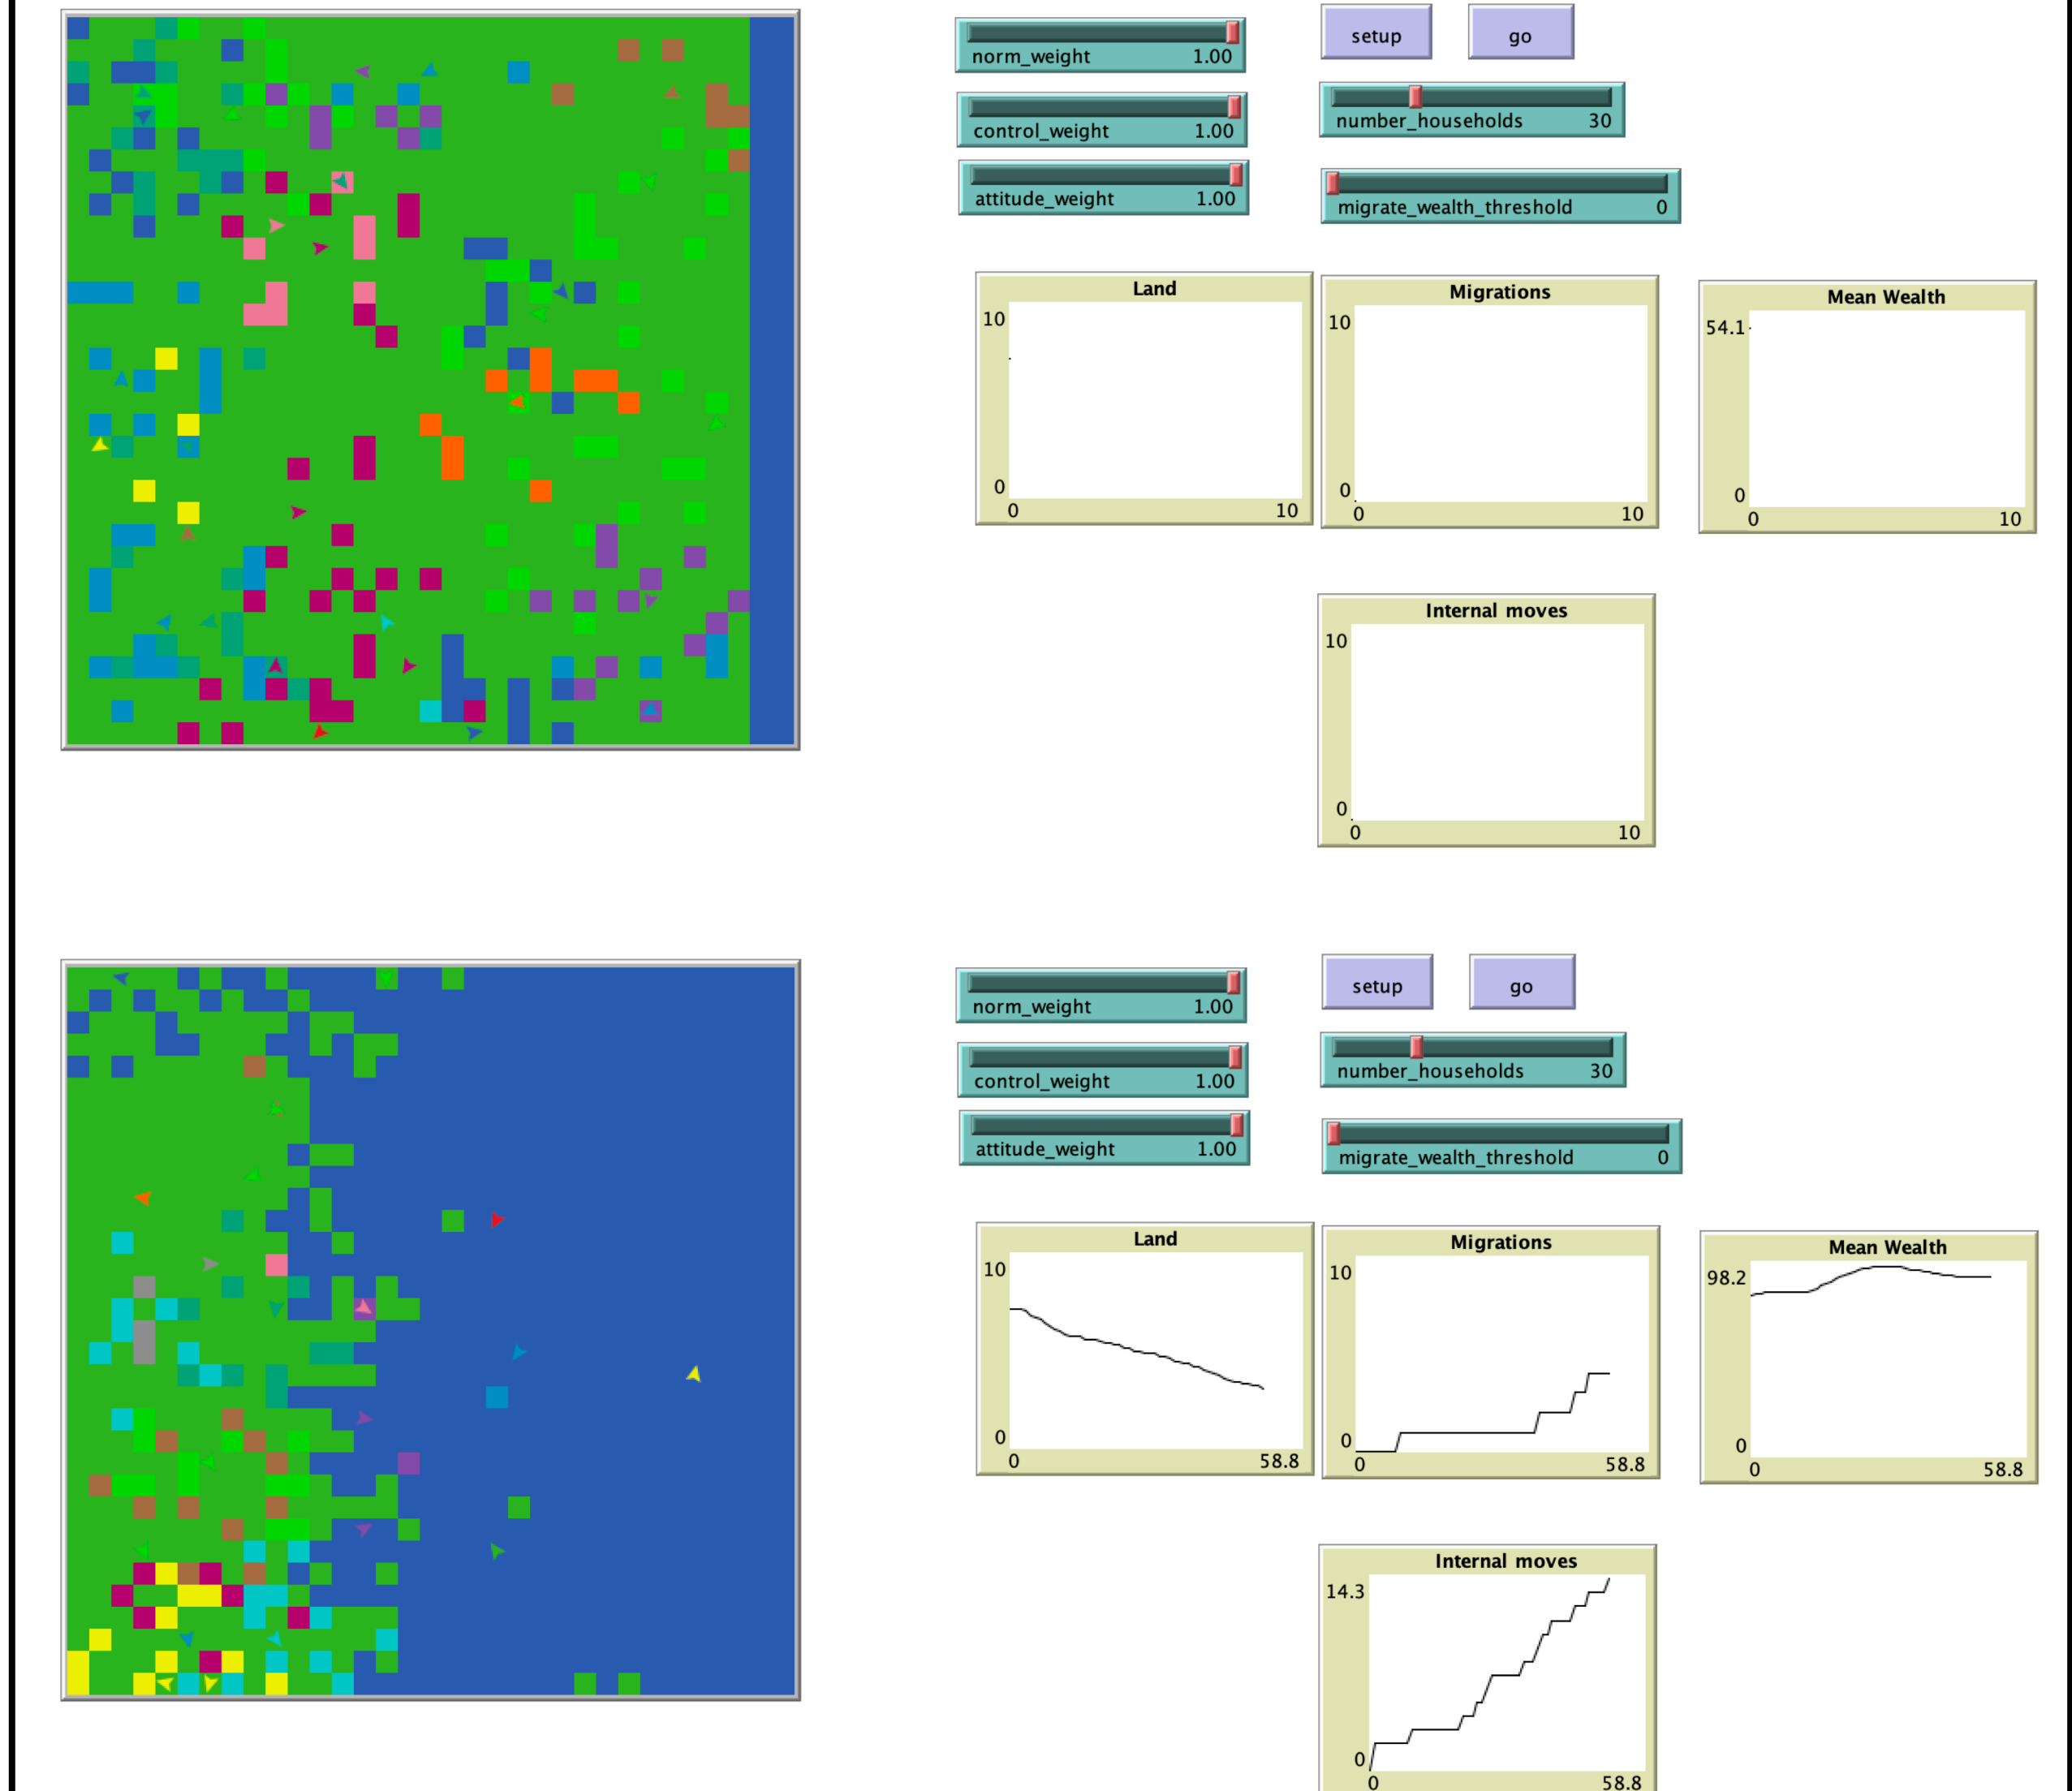 norm_weight 1.00
setup
go
control_weight 1.00
number_households 30
attitude_weight 1.00
migrate_wealth_threshold 0
Land
10
0
0 10
Migrations
10
0
0 10
Mean Wealth
54.1
0
0 10
Internal moves
10
0
0 10
norm_weight 1.00
setup
go
control_weight 1.00
number_households 30
attitude_weight 1.00
migrate_wealth_threshold 0
Land
10
0
0 58.8
Migrations
10
0
0 58.8
Mean Wealth
98.2
0
0 58.8
Internal moves
14.3
0
0 58.8